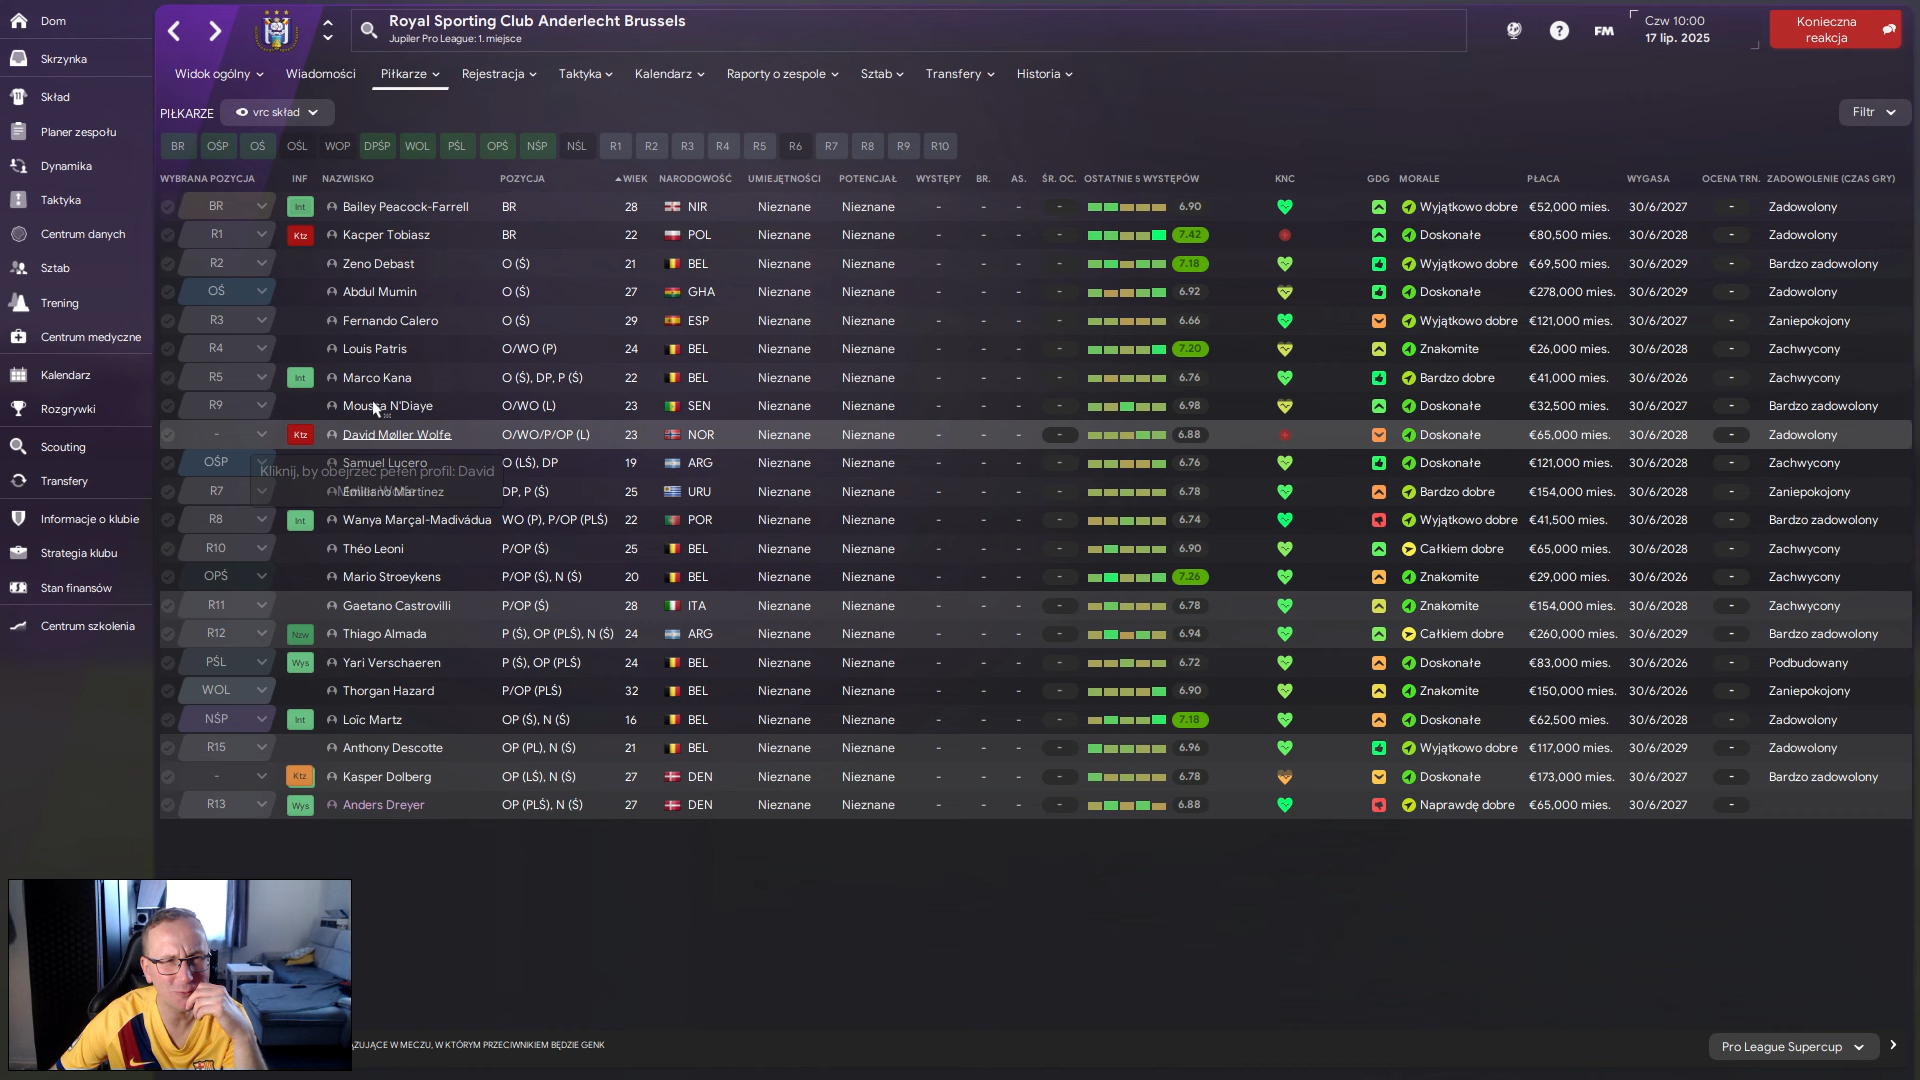 Dom
Skrzynka
Skład
Planer zespołu
Dynamika
Taktyka
Centrum danych
Sztab
Trening
Centrum medyczne
Kalendarz
Rozgrywki
Scouting
Transfery
Informacje o klubie
Strategia klubu
Stan finansów
Centrum szkolenia
Royal Sporting Club Anderlecht Brussels
Jupiler Pro League: 1. miejsce
FM
Czw 10:00
17 lip. 2025
Konieczna reakcja
Widok ogólny Wiadomości Piłkarze Rejestracja Taktyka Kalendarz Raporty o zespole Sztab Transfery Historia
PIŁKARZE vrc skład Filtr
BR OŚP OŚ OŚL WOP DPŚP WOL PŚL OPŚ NŚP NŚL R1 R2 R3 R4 R5 R6 R7 R8 R9 R10
WYBRANA POZYCJA INF NAZWISKO POZYCJA WIEK NARODOWOŚĆ UMIEJĘTNOŚCI POTENCJAŁ WYSTĘPY BR. AS. ŚR. OC. OSTATNIE 5 WYSTĘPÓW KNC GDG MORALE PŁACA WYGASA OCENA TRN. ZADOWOLENIE (CZAS GRY)
BR Int Bailey Peacock-Farrell BR 28 NIR Nieznane Nieznane - - - - 6.90 Wyjątkowo dobre €52,000 mies. 30/6/2027 - Zadowolony
R1 Ktz Kacper Tobiasz BR 22 POL Nieznane Nieznane - - - - 7.42 Doskonałe €80,500 mies. 30/6/2028 - Zadowolony
R2 Zeno Debast O (Ś) 21 BEL Nieznane Nieznane - - - - 7.18 Wyjątkowo dobre €69,500 mies. 30/6/2029 - Bardzo zadowolony
OŚ Abdul Mumin O (Ś) 27 GHA Nieznane Nieznane - - - - 6.92 Doskonałe €278,000 mies. 30/6/2029 - Zadowolony
R3 Fernando Calero O (Ś) 29 ESP Nieznane Nieznane - - - - 6.66 Wyjątkowo dobre €121,000 mies. 30/6/2027 - Zaniepokojony
R4 Louis Patris O/WO (P) 24 BEL Nieznane Nieznane - - - - 7.20 Znakomite €26,000 mies. 30/6/2028 - Zachwycony
R5 Int Marco Kana O (Ś), DP, P (Ś) 22 BEL Nieznane Nieznane - - - - 6.76 Bardzo dobre €41,000 mies. 30/6/2026 - Zachwycony
R9 Moussa N'Diaye O/WO (L) 23 SEN Nieznane Nieznane - - - - 6.98 Doskonałe €32,500 mies. 30/6/2027 - Bardzo zadowolony
- Ktz David Møller Wolfe O/WO/P/OP (L) 23 NOR Nieznane Nieznane - - - - 6.88 Doskonałe €65,000 mies. 30/6/2028 - Zadowolony
OŚP Samuel Lucero O (LŚ), DP 19 ARG Nieznane Nieznane - - - - 6.76 Doskonałe €121,000 mies. 30/6/2028 - Zachwycony
Kliknij, by obejrzeć pełen profil: David
R7 Emiliano Martínez DP, P (Ś) 25 URU Nieznane Nieznane - - - - 6.78 Bardzo dobre €154,000 mies. 30/6/2028 - Zaniepokojony
R8 Int Wanya Marçal-Madivádua WO (P), P/OP (PLŚ) 22 POR Nieznane Nieznane - - - - 6.74 Wyjątkowo dobre €41,500 mies. 30/6/2028 - Bardzo zadowolony
R10 Théo Leoni P/OP (Ś) 25 BEL Nieznane Nieznane - - - - 6.90 Całkiem dobre €65,000 mies. 30/6/2028 - Zachwycony
OPŚ Mario Stroeykens P/OP (Ś), N (Ś) 20 BEL Nieznane Nieznane - - - - 7.26 Znakomite €29,000 mies. 30/6/2026 - Zachwycony
R11 Gaetano Castrovilli P/OP (Ś) 28 ITA Nieznane Nieznane - - - - 6.78 Znakomite €154,000 mies. 30/6/2028 - Zachwycony
R12 Nzw Thiago Almada P (Ś), OP (PLŚ), N (Ś) 24 ARG Nieznane Nieznane - - - - 6.94 Całkiem dobre €260,000 mies. 30/6/2029 - Bardzo zadowolony
PŚL Wys Yari Verschaeren P (Ś), OP (PLŚ) 24 BEL Nieznane Nieznane - - - - 6.72 Doskonałe €83,000 mies. 30/6/2026 - Podbudowany
WOL Thorgan Hazard P/OP (PLŚ) 32 BEL Nieznane Nieznane - - - - 6.90 Znakomite €150,000 mies. 30/6/2026 - Zaniepokojony
NŚP Int Loïc Martz OP (Ś), N (Ś) 16 BEL Nieznane Nieznane - - - - 7.18 Doskonałe €62,500 mies. 30/6/2028 - Zadowolony
R15 Anthony Descotte OP (PL), N (Ś) 21 BEL Nieznane Nieznane - - - - 6.96 Wyjątkowo dobre €117,000 mies. 30/6/2029 - Zadowolony
- Ktz Kasper Dolberg OP (LŚ), N (Ś) 27 DEN Nieznane Nieznane - - - - 6.78 Doskonałe €173,000 mies. 30/6/2027 - Bardzo zadowolony
R13 Wys Anders Dreyer OP (PLŚ), N (Ś) 27 DEN Nieznane Nieznane - - - - 6.88 Naprawdę dobre €65,000 mies. 30/6/2027 -
W MECZU, W KTÓRYM PRZECIWNIKIEM BĘDZIE GENK
Pro League Supercup